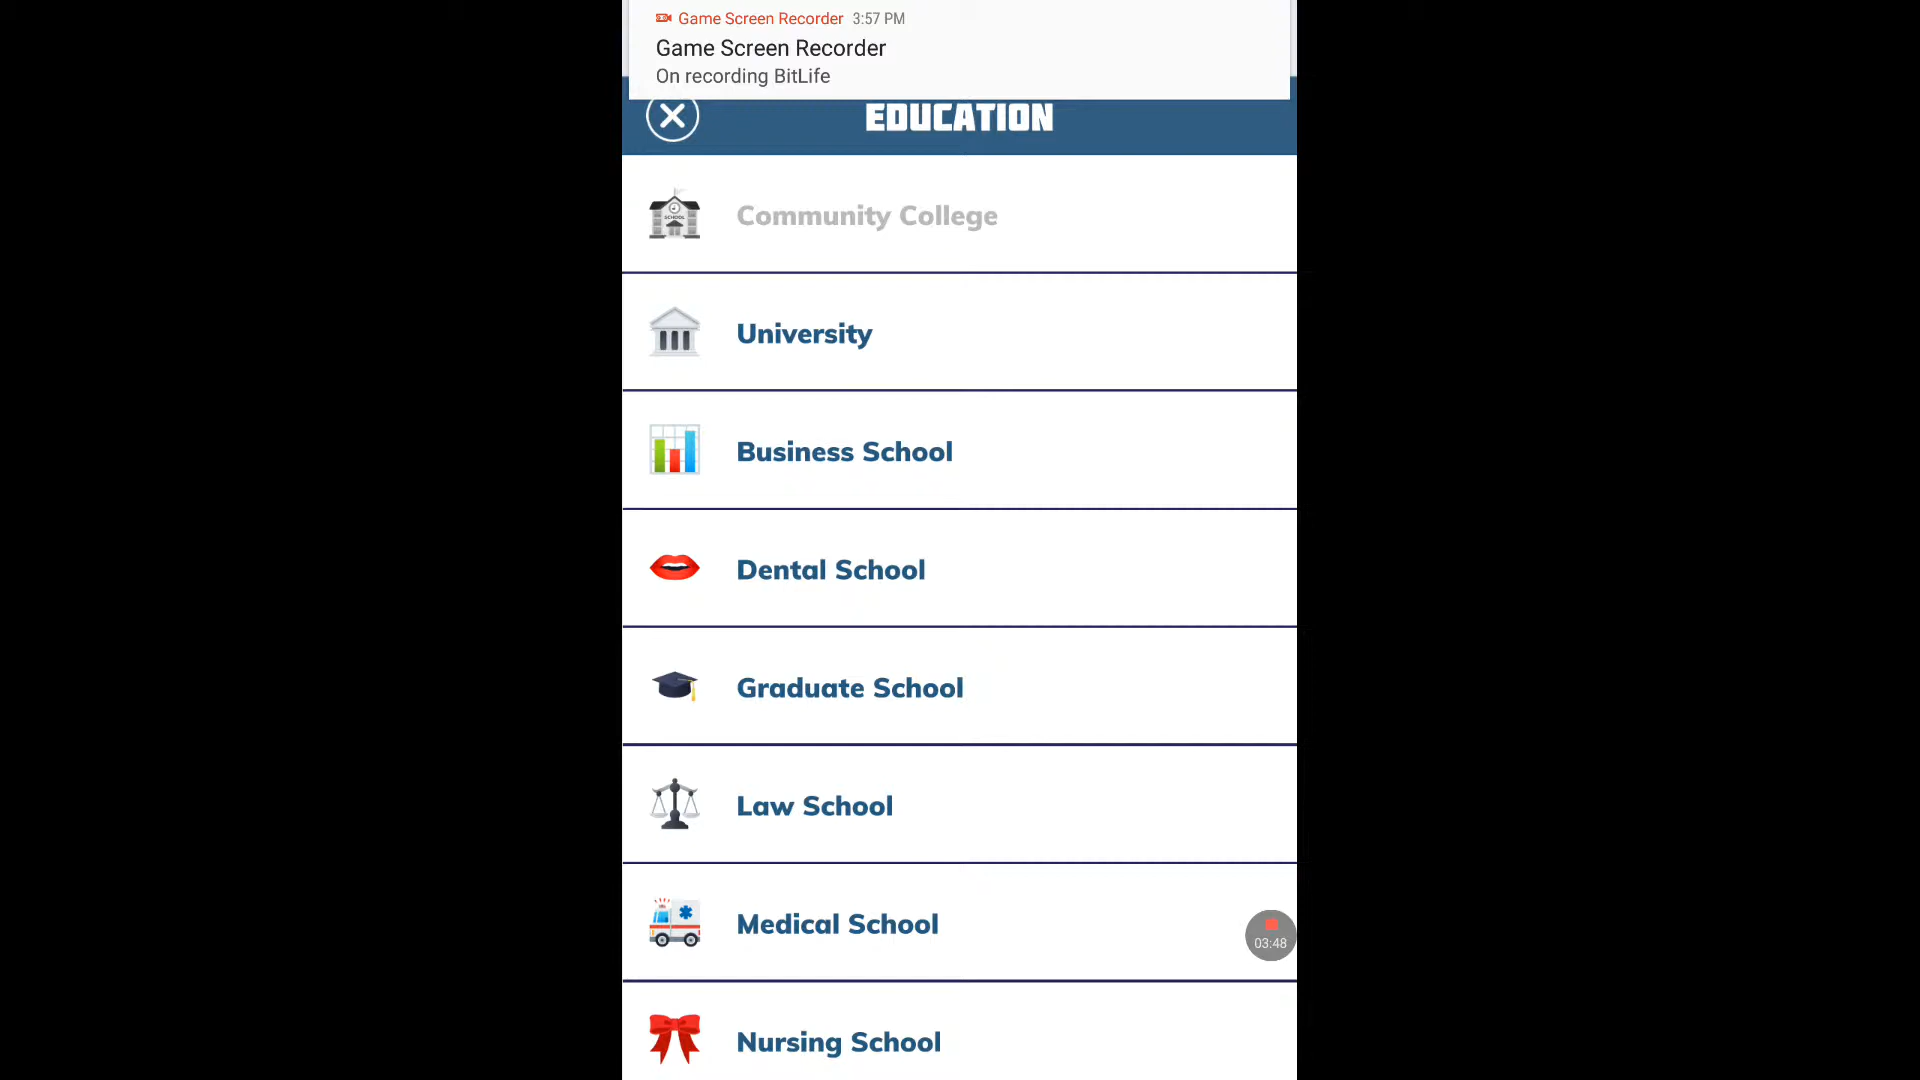 Game Screen Recorder 3:57 PM
Game Screen Recorder
On recording BitLife
EDUCATION
SCHOOL
Community College
University
Business School
Dental School
Graduate School
Law School
Medical School
03:48
Nursing School